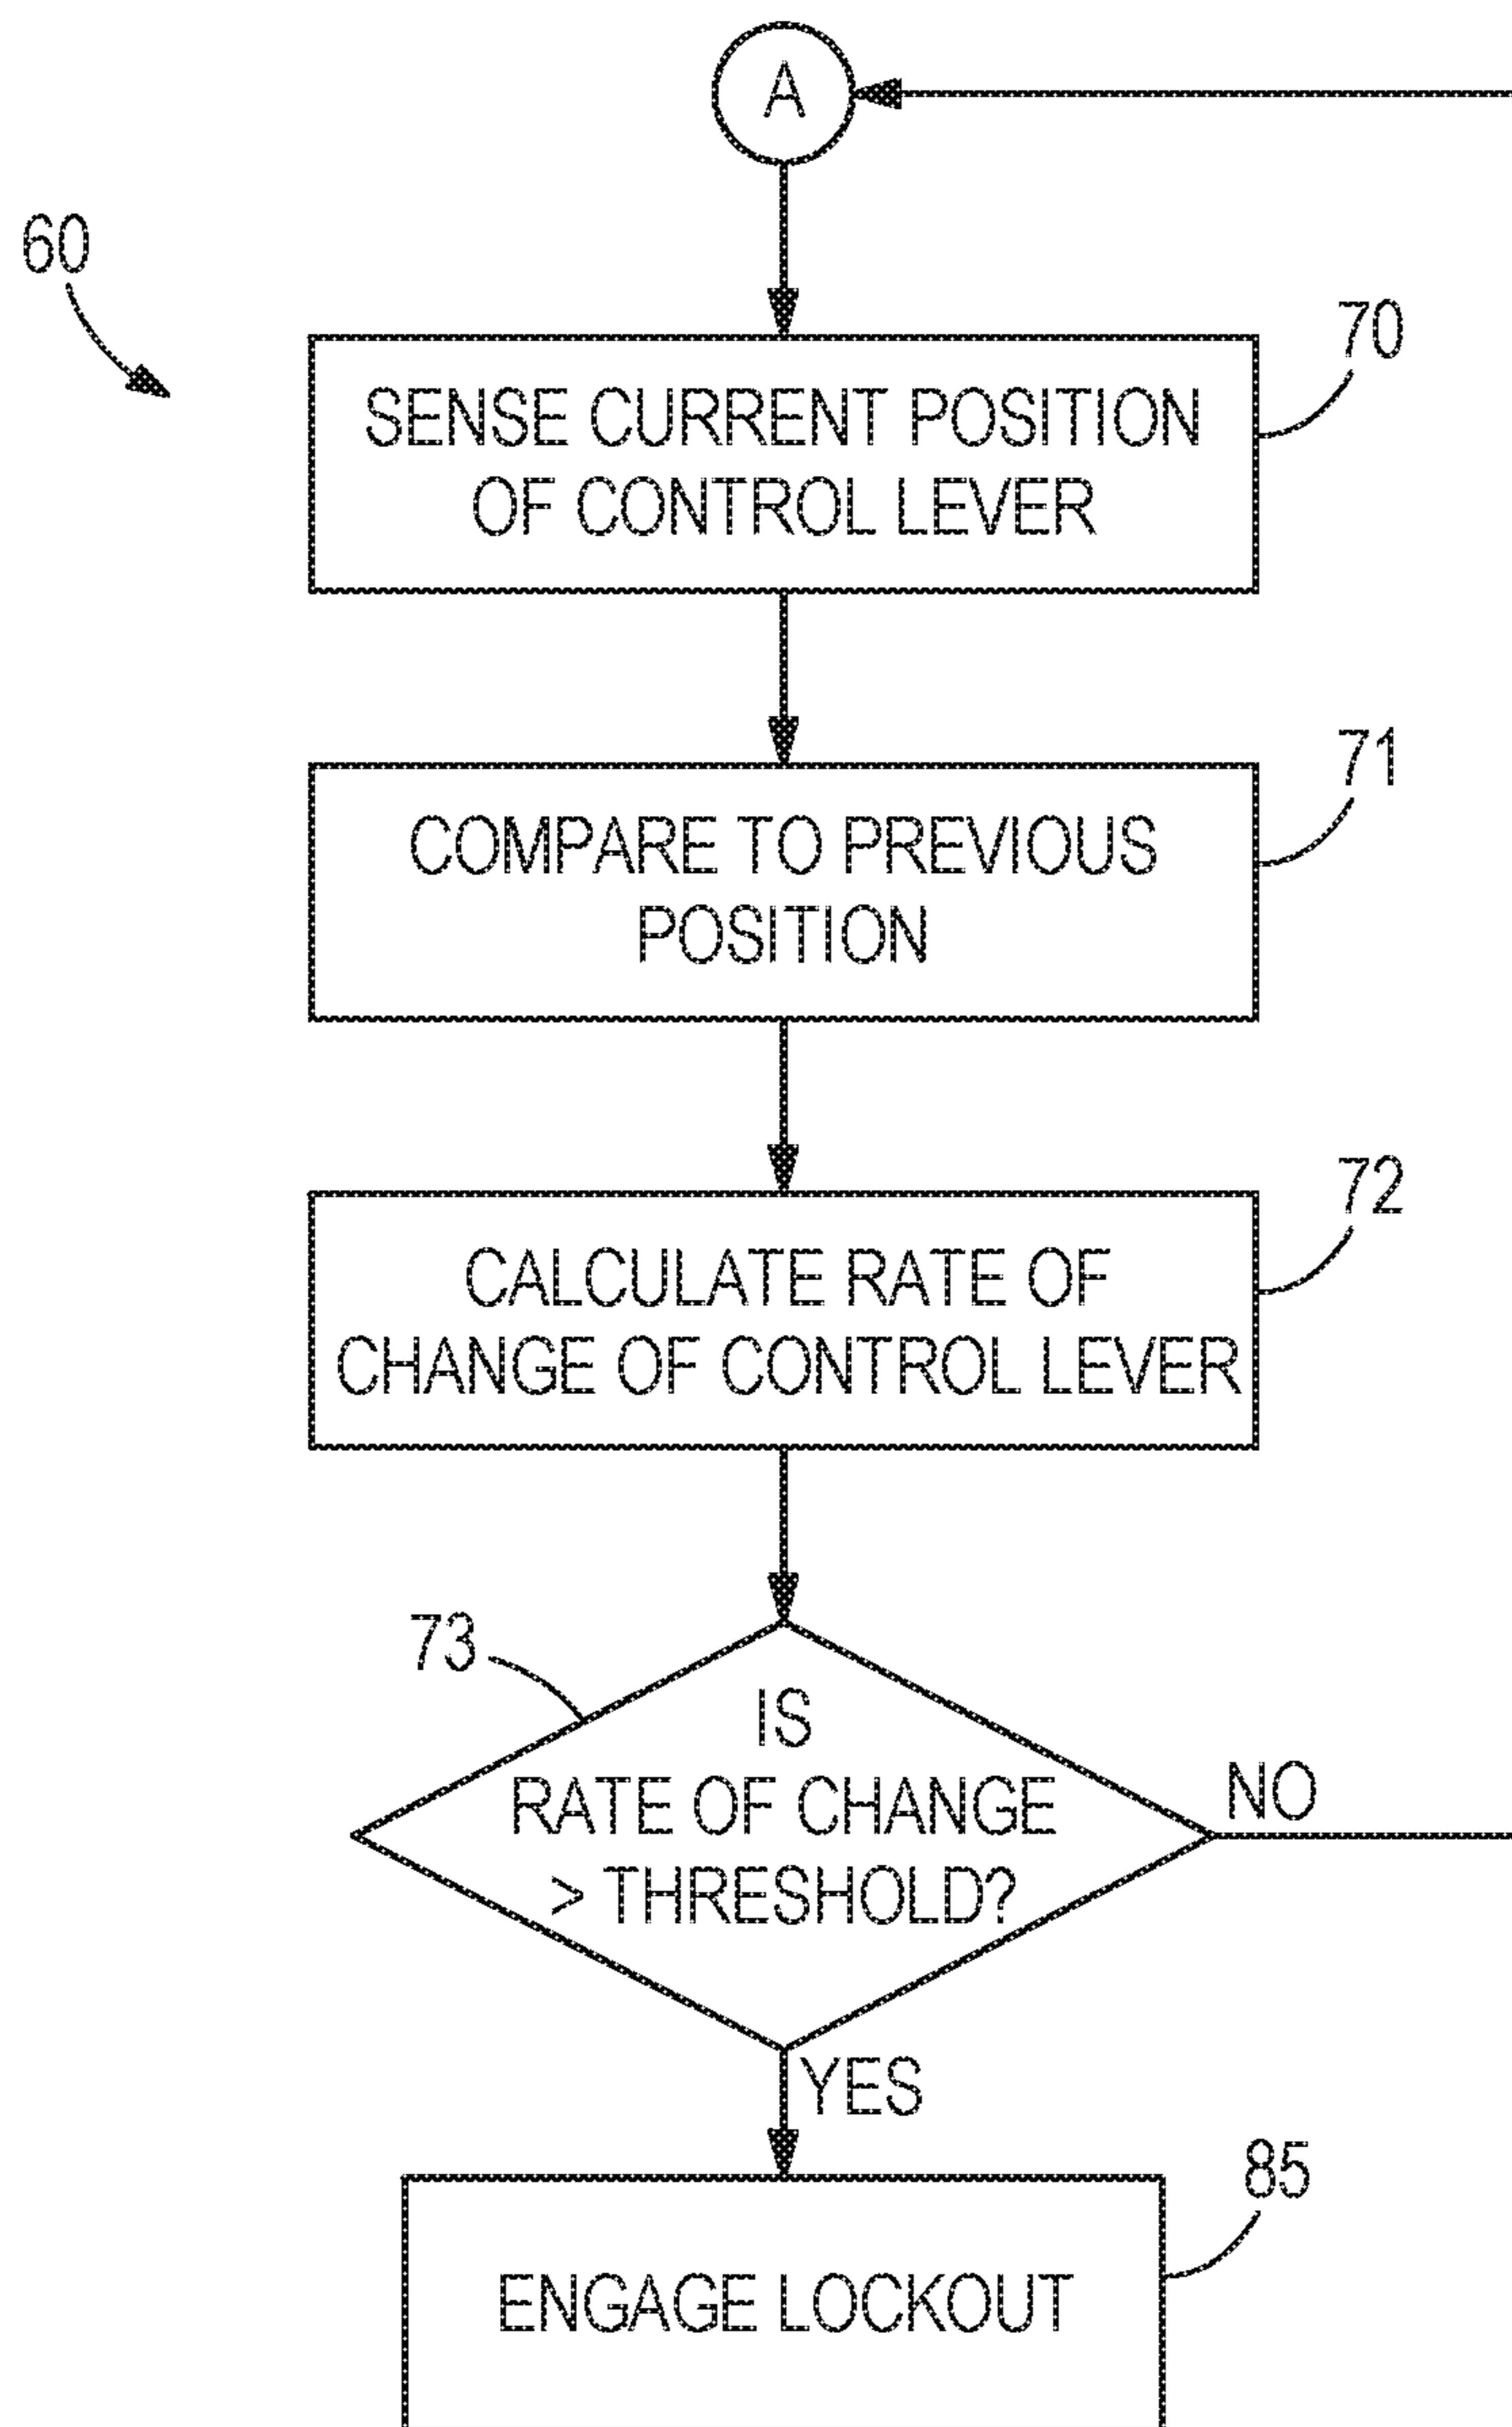 A
60
70
SENSE CURRENT POSITION
OF CONTROL LEVER
71
COMPARE TO PREVIOUS
POSITION
72
CALCULATE RATE OF
CHANGE OF CONTROL LEVER
73
IS
RATE OF CHANGE
> THRESHOLD?
NO
YES
85
ENGAGE LOCKOUT